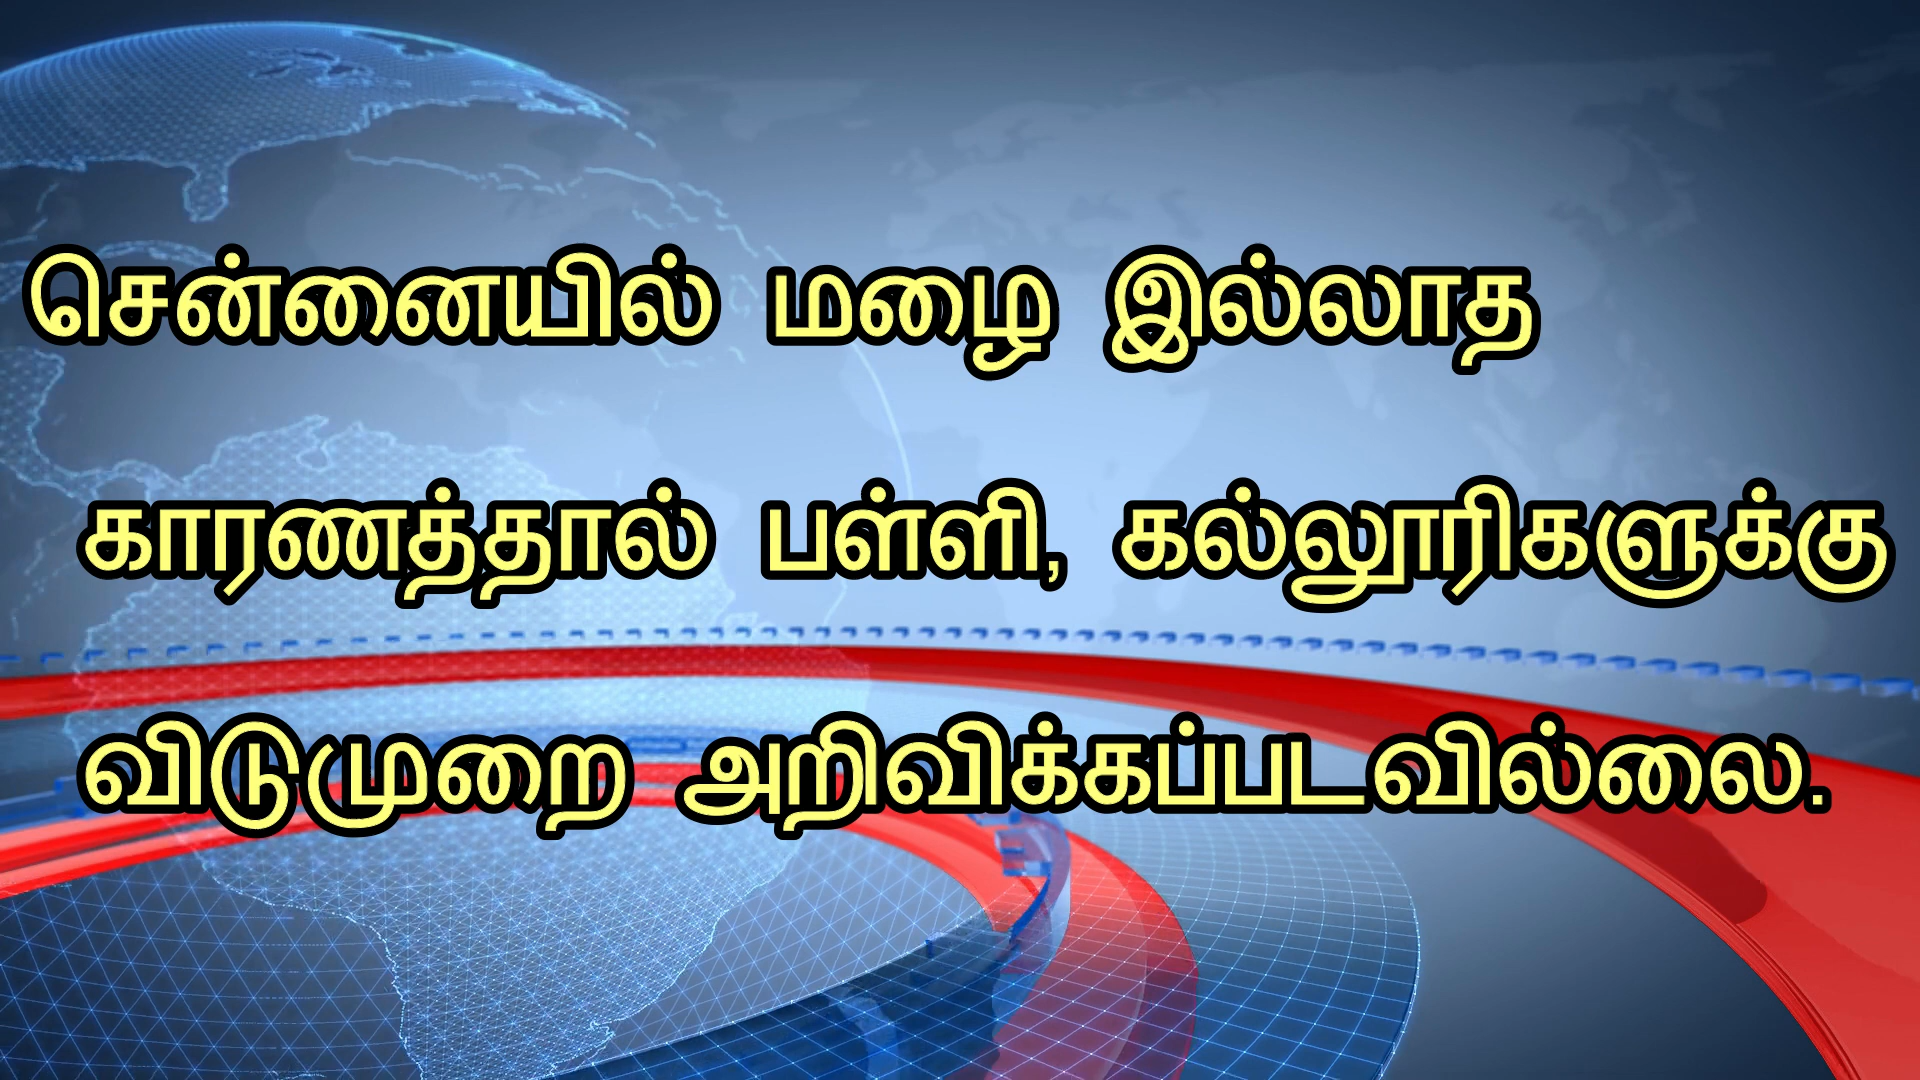 சென்னையில் மழை இல்லாத
காரணத்தால் பள்ளி, கல்லூரிகளுக்கு
விடுமுறை அறிவிக்கப்படவில்லை.